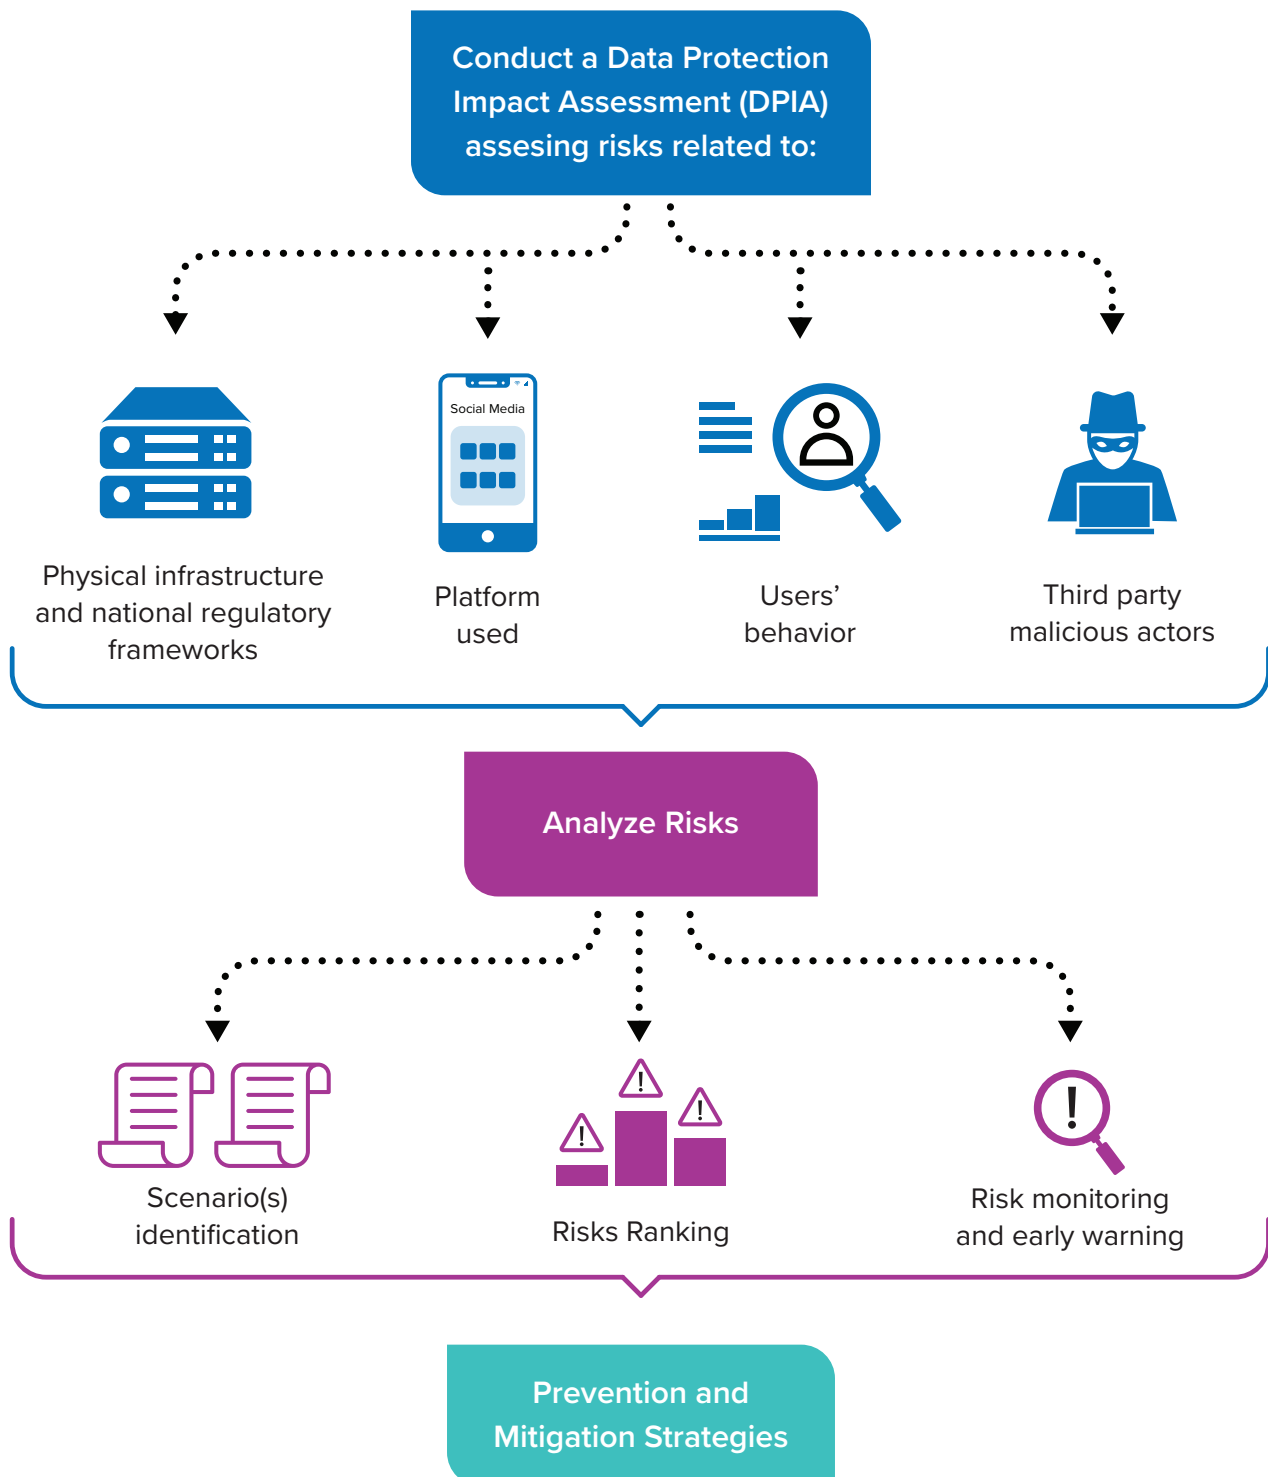 Conduct a Data Protection
Impact Assessment (DPIA)
assesing risks related to:
Social Media
Physical infrastructure
and national regulatory
frameworks
Platform
used
Users’
behavior
Third party
malicious actors
Analyze Risks
!
!
!
!
Scenario(s)
identification
Risks Ranking
Risk monitoring
and early warning
Prevention and
Mitigation Strategies